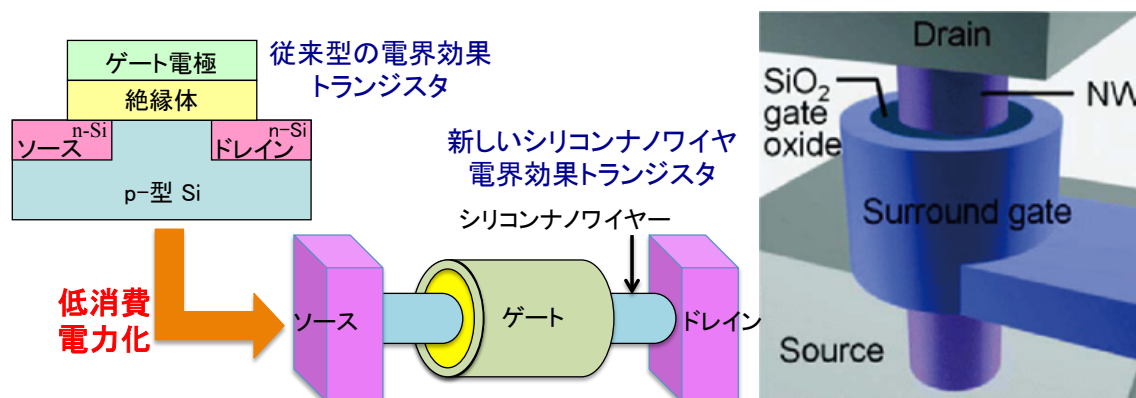 従来型の電界効果
トランジスタ
ゲート電極
絶縁体
n-Si
ソース
n-Si
ドレイン
p-型 Si
低消費
電力化
新しいシリコンナノワイヤ
電界効果トランジスタ
シリコンナノワイヤー
ソース
ゲート
ドレイン
Drain
SiO₂
gate
oxide
NW
Surround gate
Source